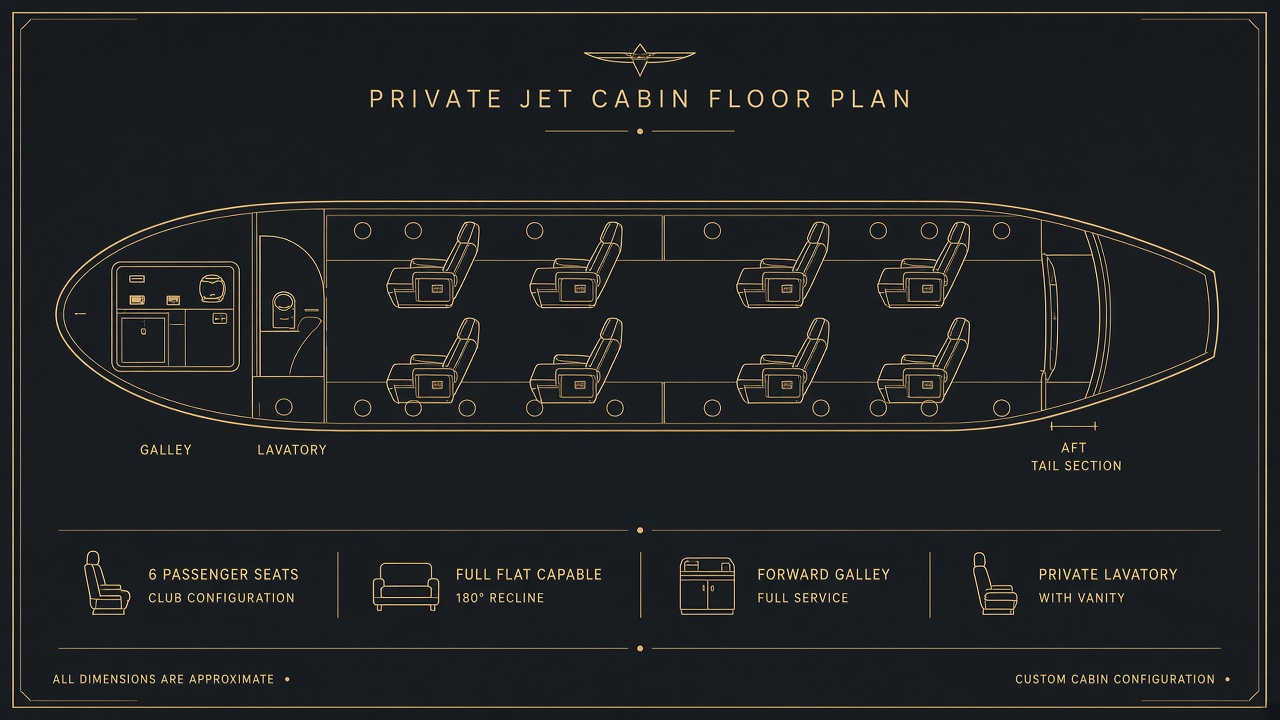 PRIVATE JET CABIN FLOOR PLAN
GALLEY
LAVATORY
AFT
TAIL SECTION
6 PASSENGER SEATS
CLUB CONFIGURATION
FULL FLAT CAPABLE
180° RECLINE
FORWARD GALLEY
FULL SERVICE
PRIVATE LAVATORY
WITH VANITY
ALL DIMENSIONS ARE APPROXIMATE •
CUSTOM CABIN CONFIGURATION •